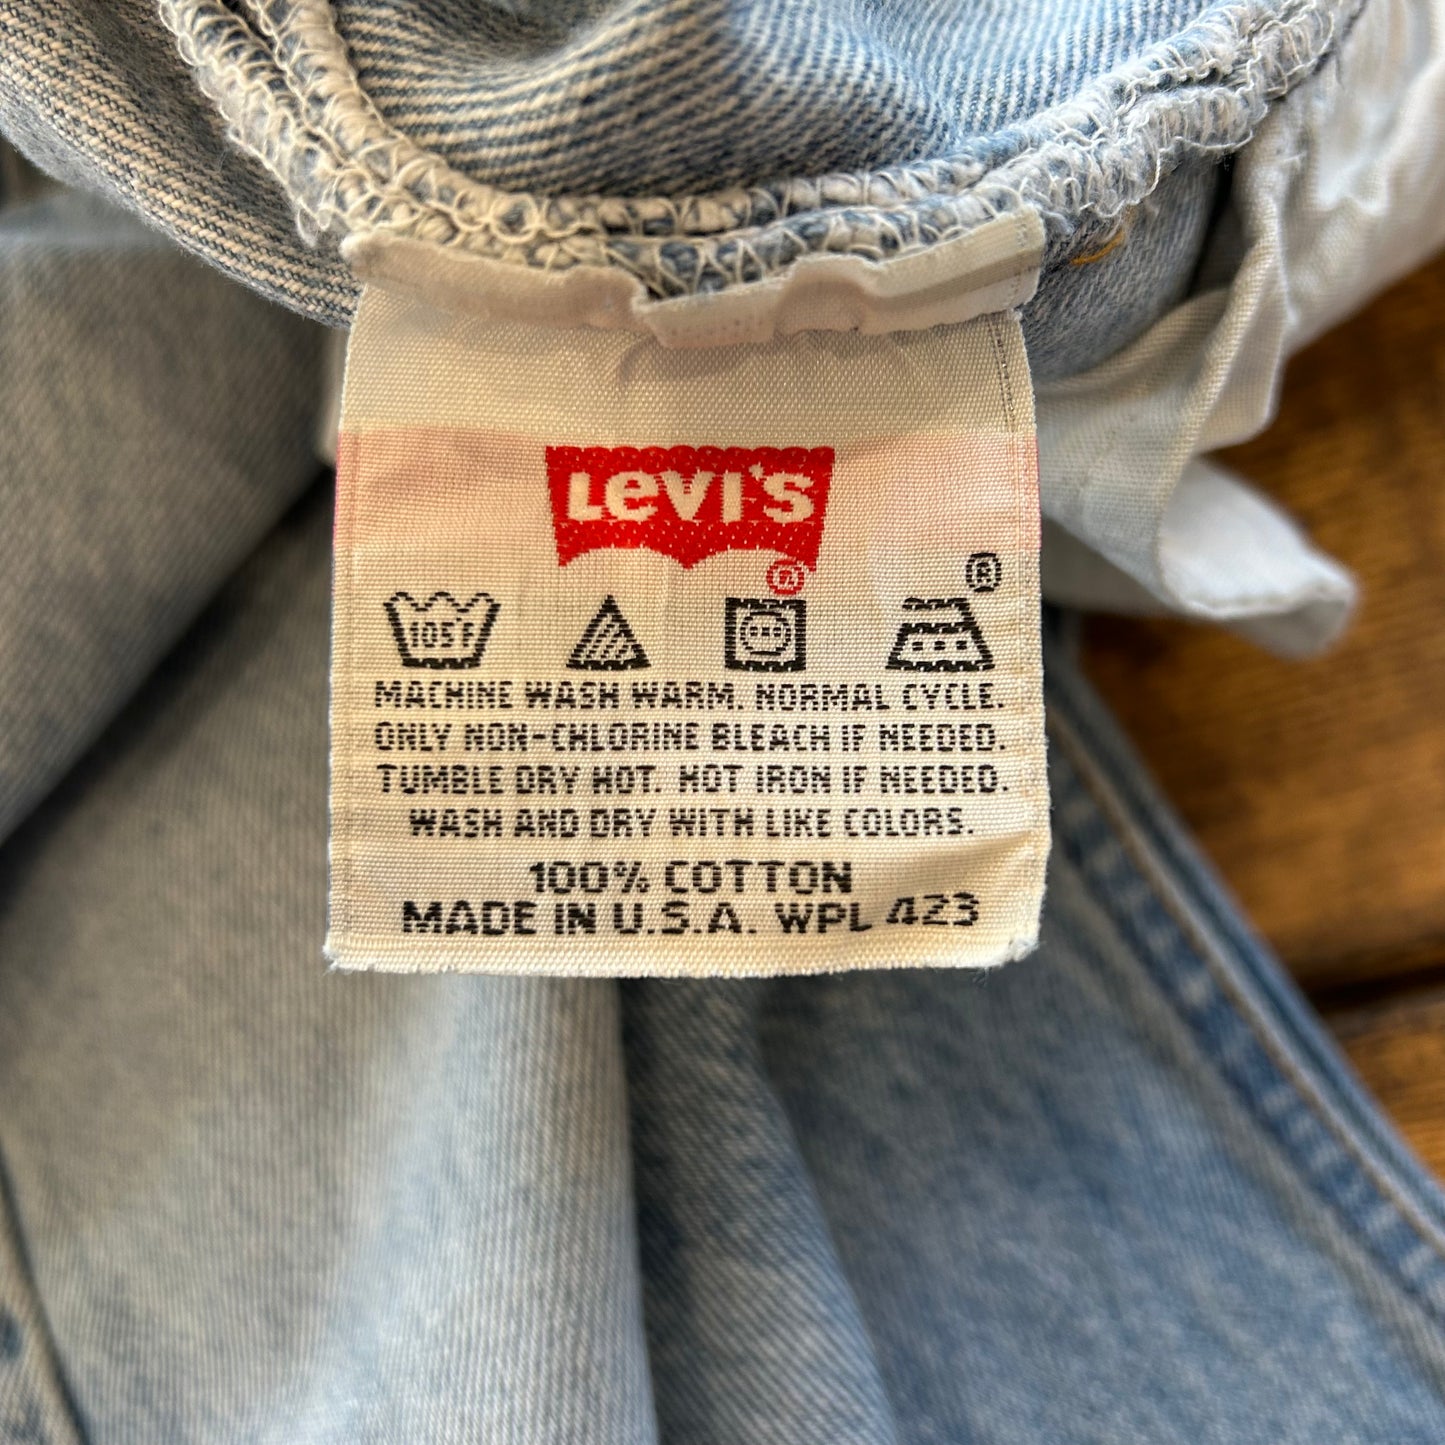 Levi's
®
®
105°F
MACHINE WASH WARM. NORMAL CYCLE.
ONLY NON-CHLORINE BLEACH IF NEEDED.
TUMBLE DRY HOT. HOT IRON IF NEEDED.
WASH AND DRY WITH LIKE COLORS.
100% COTTON
MADE IN U.S.A. WPL 423